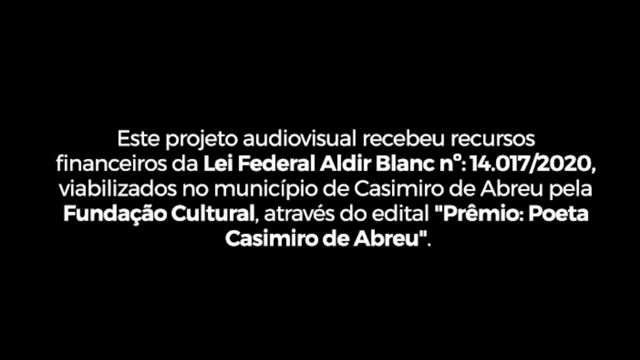 Este projeto audiovisual recebeu recursos
financeiros da Lei Federal Aldir Blanc nº: 14.017/2020,
viabilizados no município de Casimiro de Abreu pela
Fundação Cultural, através do edital "Prêmio: Poeta
Casimiro de Abreu".